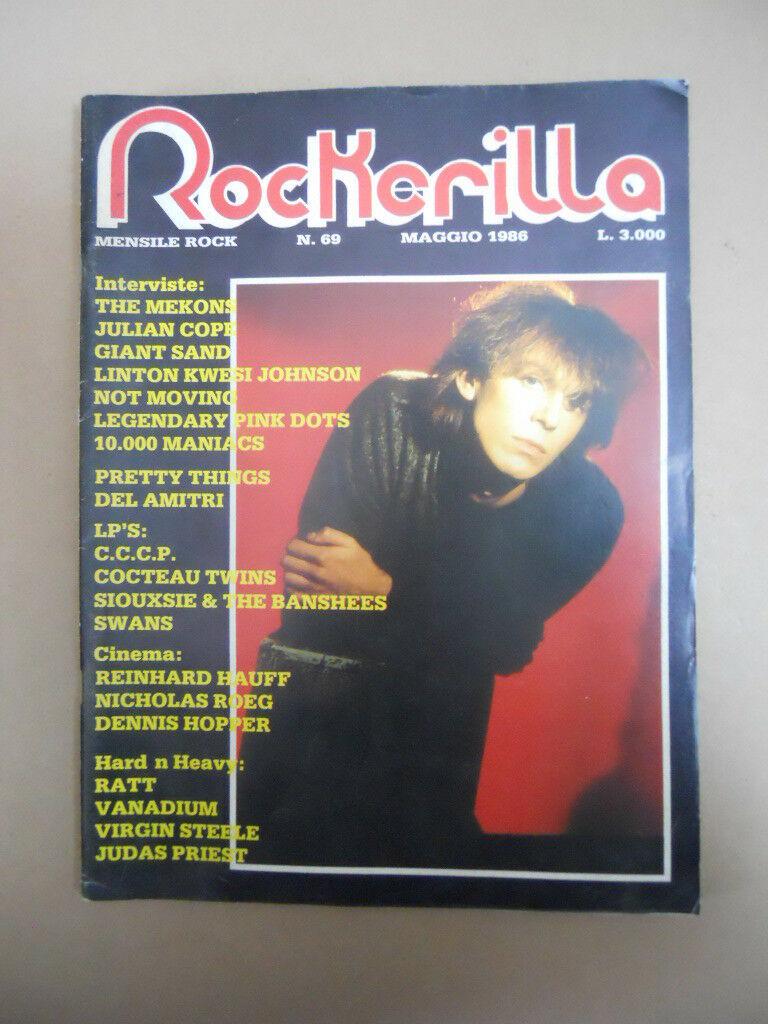 Rockerilla
MENSILE ROCK N. 69 MAGGIO 1986 L. 3.000
Interviste:
THE MEKONS
JULIAN COPE
GIANT SAND
LINTON KWESI JOHNSON
NOT MOVING
LEGENDARY PINK DOTS
10.000 MANIACS
PRETTY THINGS
DEL AMITRI
LP'S:
C.C.C.P.
COCTEAU TWINS
SIOUXSIE & THE BANSHEES
SWANS
Cinema:
REINHARD HAUFF
NICHOLAS ROEG
DENNIS HOPPER
Hard n Heavy:
RATT
VANADIUM
VIRGIN STEELE
JUDAS PRIEST